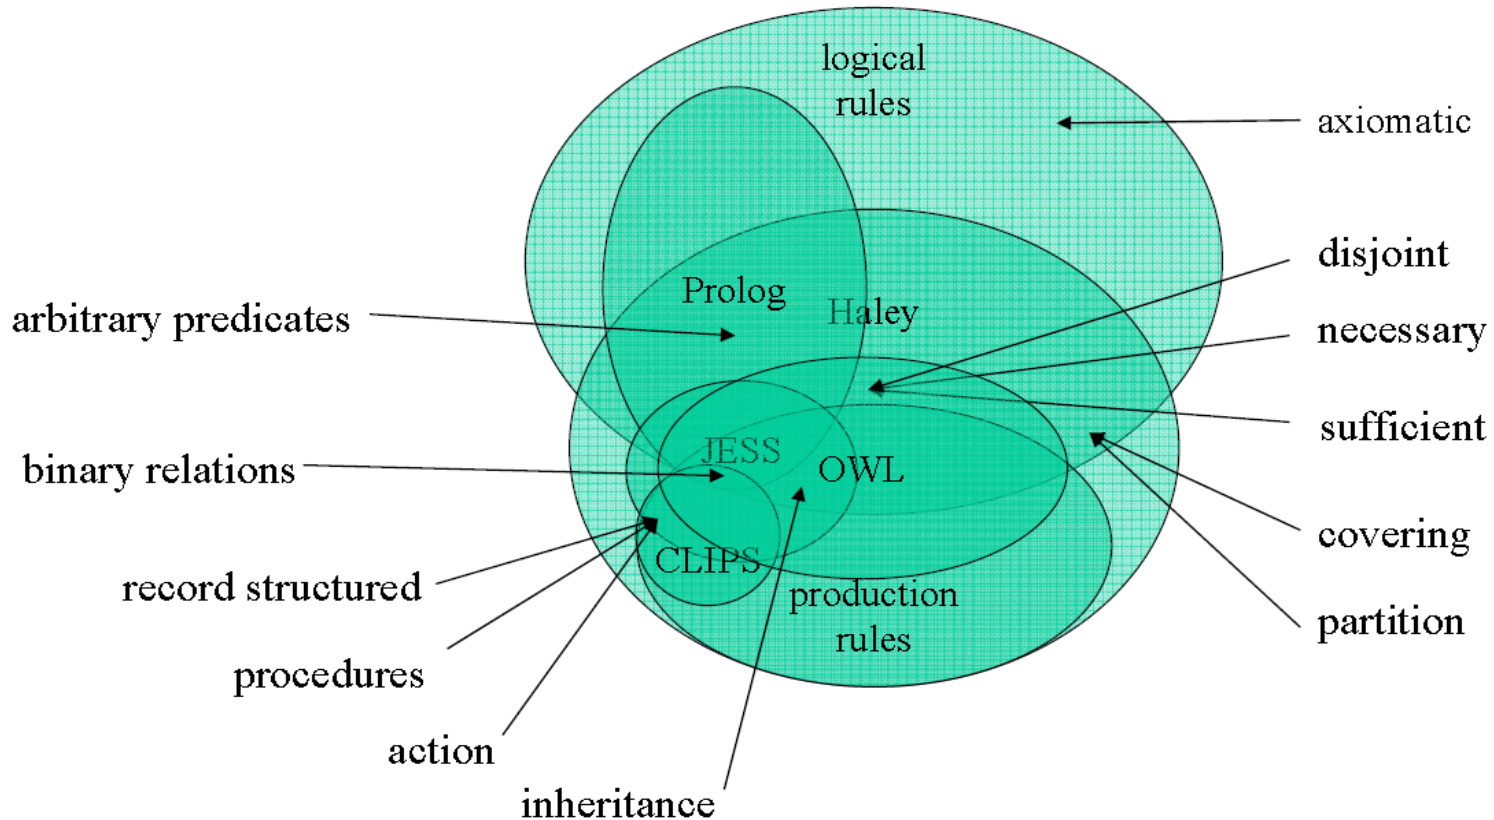 logical
rules
axiomatic
disjoint
Prolog
Haley
arbitrary predicates
necessary
sufficient
JESS
OWL
binary relations
covering
CLIPS
record structured
production
rules
partition
procedures
action
inheritance